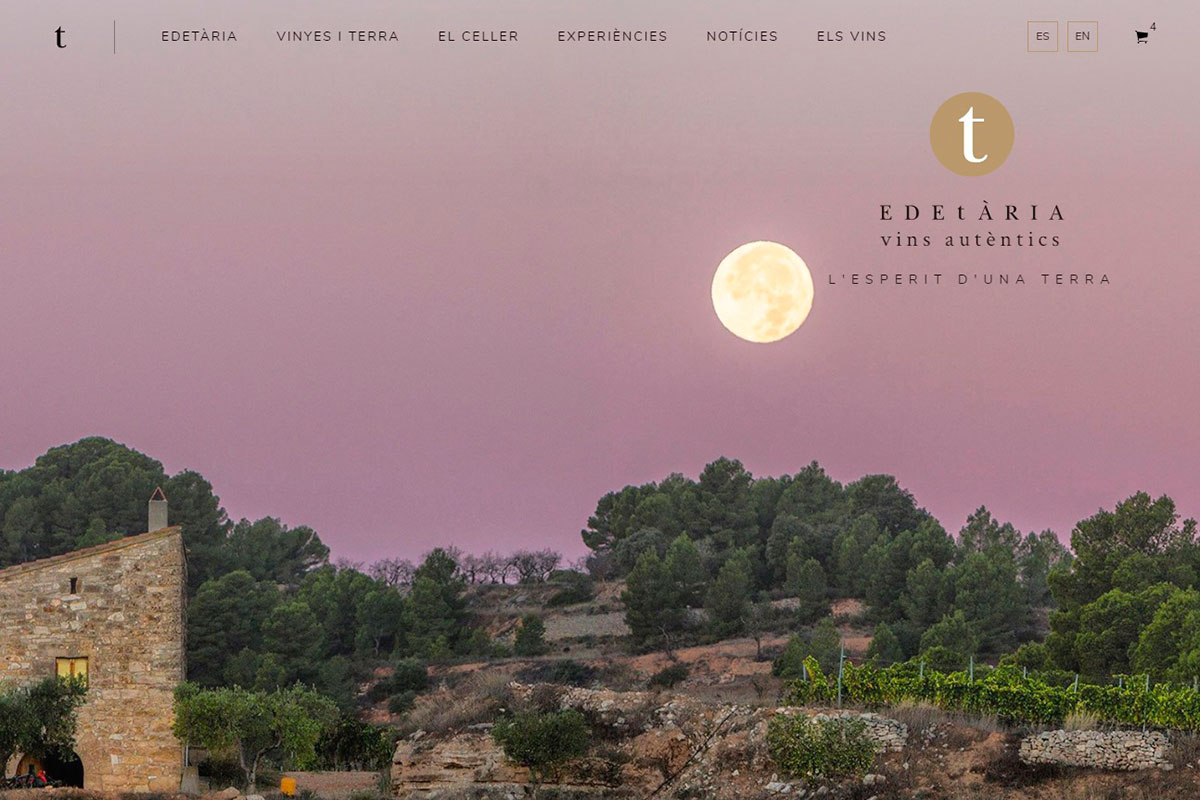 t
EDETÀRIA VINYES I TERRA EL CELLER EXPERIÈNCIES NOTÍCIES ELS VINS ES EN 4
t
EDEtÀRIA
vins autèntics
L'ESPERIT D'UNA TERRA